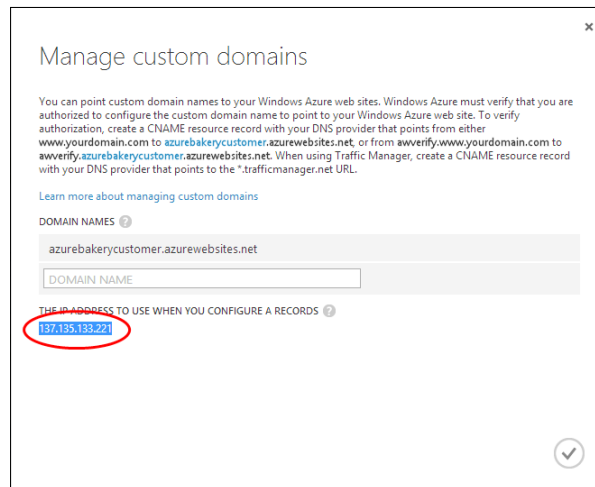 ×
Manage custom domains
You can point custom domain names to your Windows Azure web sites. Windows Azure must verify that you are
authorized to configure the custom domain name to point to your Windows Azure web site. To verify
authorization, create a CNAME resource record with your DNS provider that points from either
www.yourdomain.com to azurebakerycustomer.azurewebsites.net, or from awverify.www.yourdomain.com to
awverify.azurebakerycustomer.azurewebsites.net. When using Traffic Manager, create a CNAME resource record
with your DNS provider that points to the *.trafficmanager.net URL.
Learn more about managing custom domains
DOMAIN NAMES ?
azurebakerycustomer.azurewebsites.net
DOMAIN NAME
THE IP ADDRESS TO USE WHEN YOU CONFIGURE A RECORDS ?
137.135.133.221